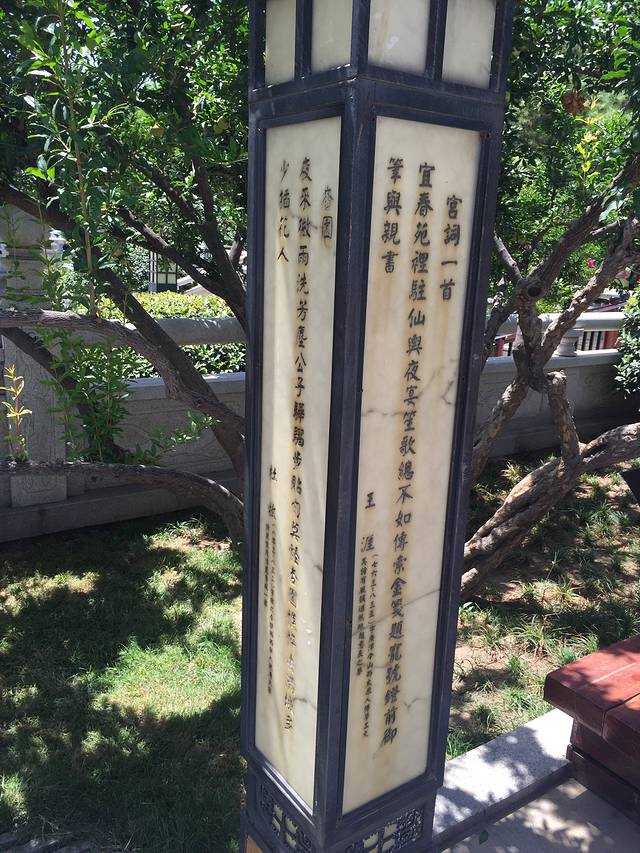 宮詞一首
宜春苑裡駐仙輿夜宴笙歌總不如傳索金箋題寵號鐙前御
筆與親書
王涯
杏園
夜來微雨洗芳塵公子驊騮步貼勻莫怪杏園憔悴去滿城多
少插花人
杜牧